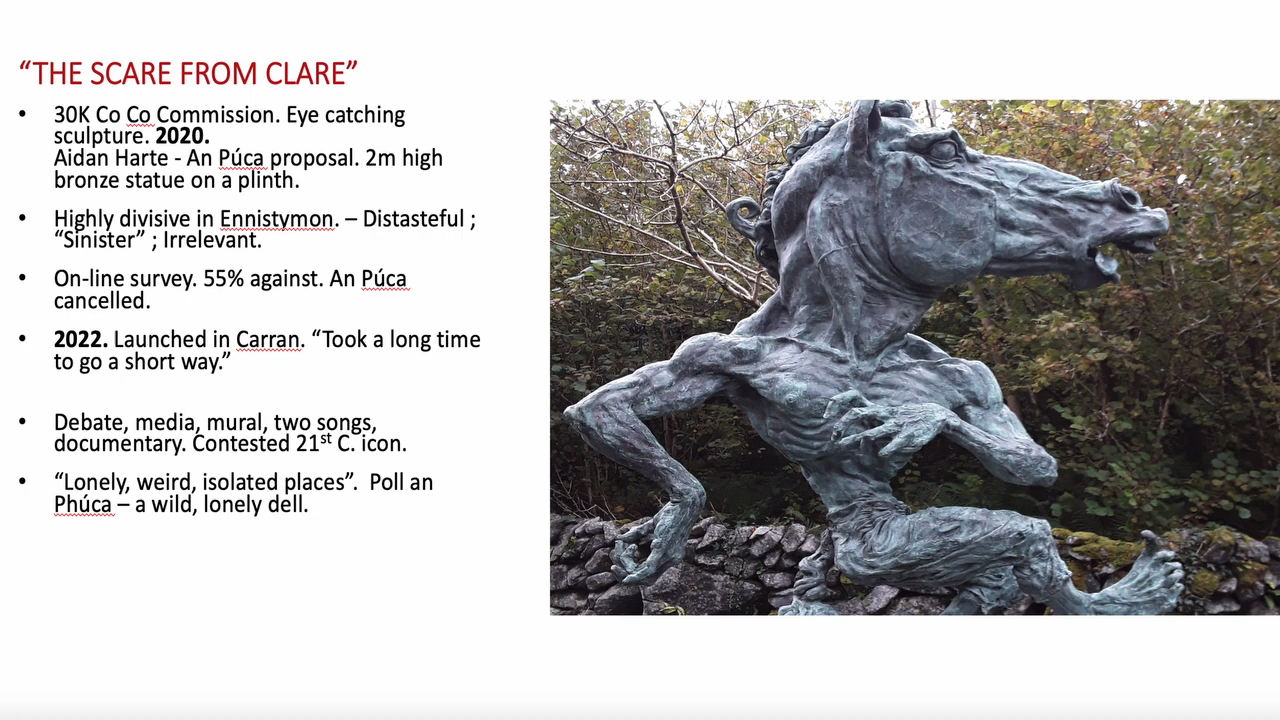 “THE SCARE FROM CLARE”
• 30K Co Co Commission. Eye catching
sculpture. 2020.
Aidan Harte - An Púca proposal. 2m high
bronze statue on a plinth.
• Highly divisive in Ennistymon. – Distasteful ;
“Sinister” ; Irrelevant.
• On-line survey. 55% against. An Púca
cancelled.
• 2022. Launched in Carran. “Took a long time
to go a short way.”
• Debate, media, mural, two songs,
documentary. Contested 21st C. icon.
• “Lonely, weird, isolated places”. Poll an
Phúca – a wild, lonely dell.